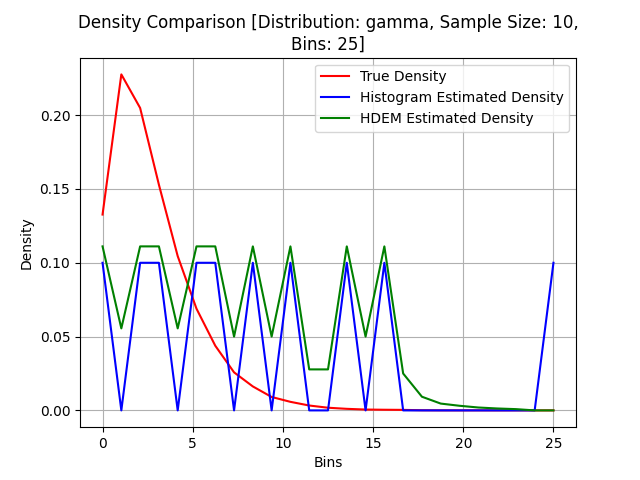 Density Comparison [Distribution: gamma, Sample Size: 10,
Bins: 25]
True Density
Histogram Estimated Density
HDEM Estimated Density
Density
0.20
0.15
0.10
0.05
0.00
0 5 10 15 20 25
Bins